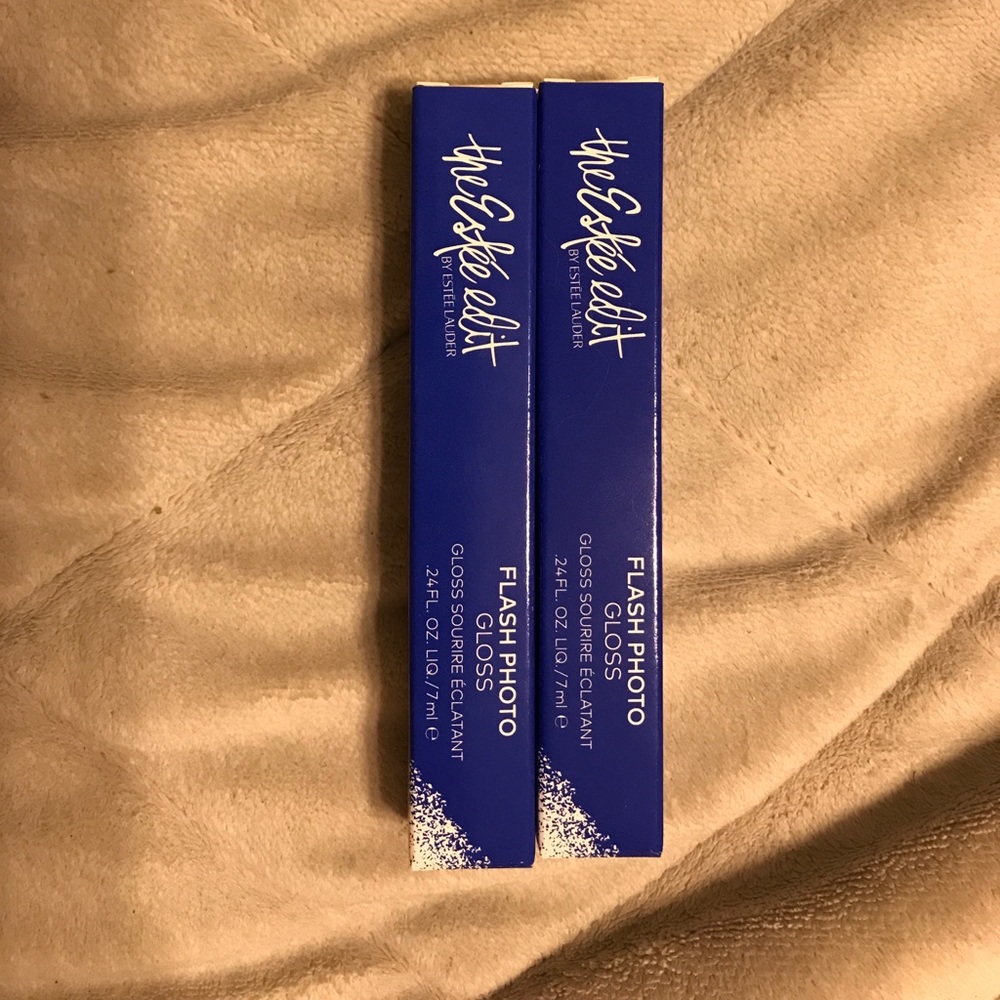 the Estée edit
BY ESTĒE LAUDER
FLASH PHOTO
GLOSS
GLOSS SOURIRE ÉCLATANT
.24FL. OZ. LIQ./7ml ℮
the Estée edit
BY ESTĒE LAUDER
FLASH PHOTO
GLOSS
GLOSS SOURIRE ÉCLATANT
.24FL. OZ. LIQ./7ml ℮